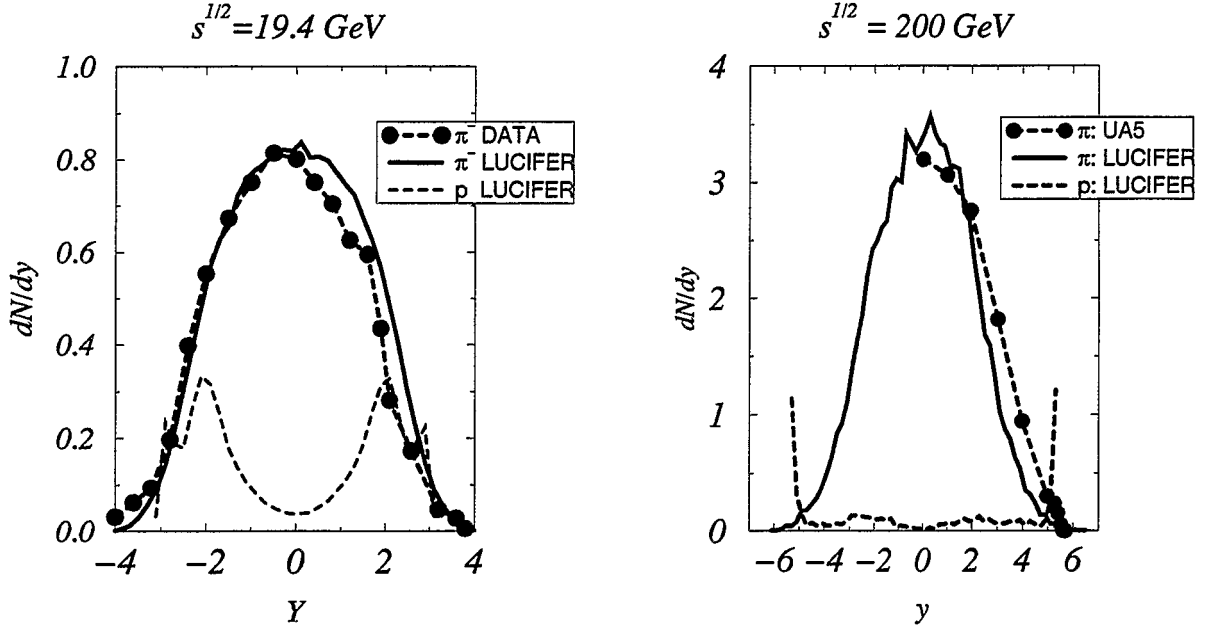 s^1/2 =19.4 GeV
1.0
0.8
0.6
0.4
0.2
0.0
dN/dy
−4 −2 0 2 4
Y
π⁻ DATA
π⁻ LUCIFER
p LUCIFER
s^1/2 = 200 GeV
4
3
2
1
0
dN/dy
−6 −4 −2 0 2 4 6
y
π: UA5
π: LUCIFER
p: LUCIFER